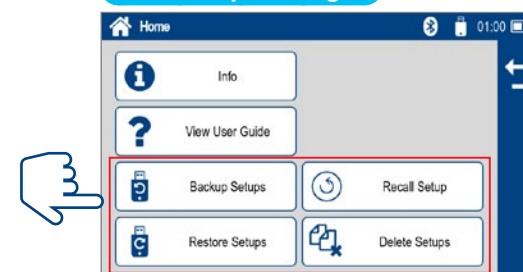 Home 01:00
Info
View User Guide
Backup Setups Recall Setup
Restore Setups Delete Setups